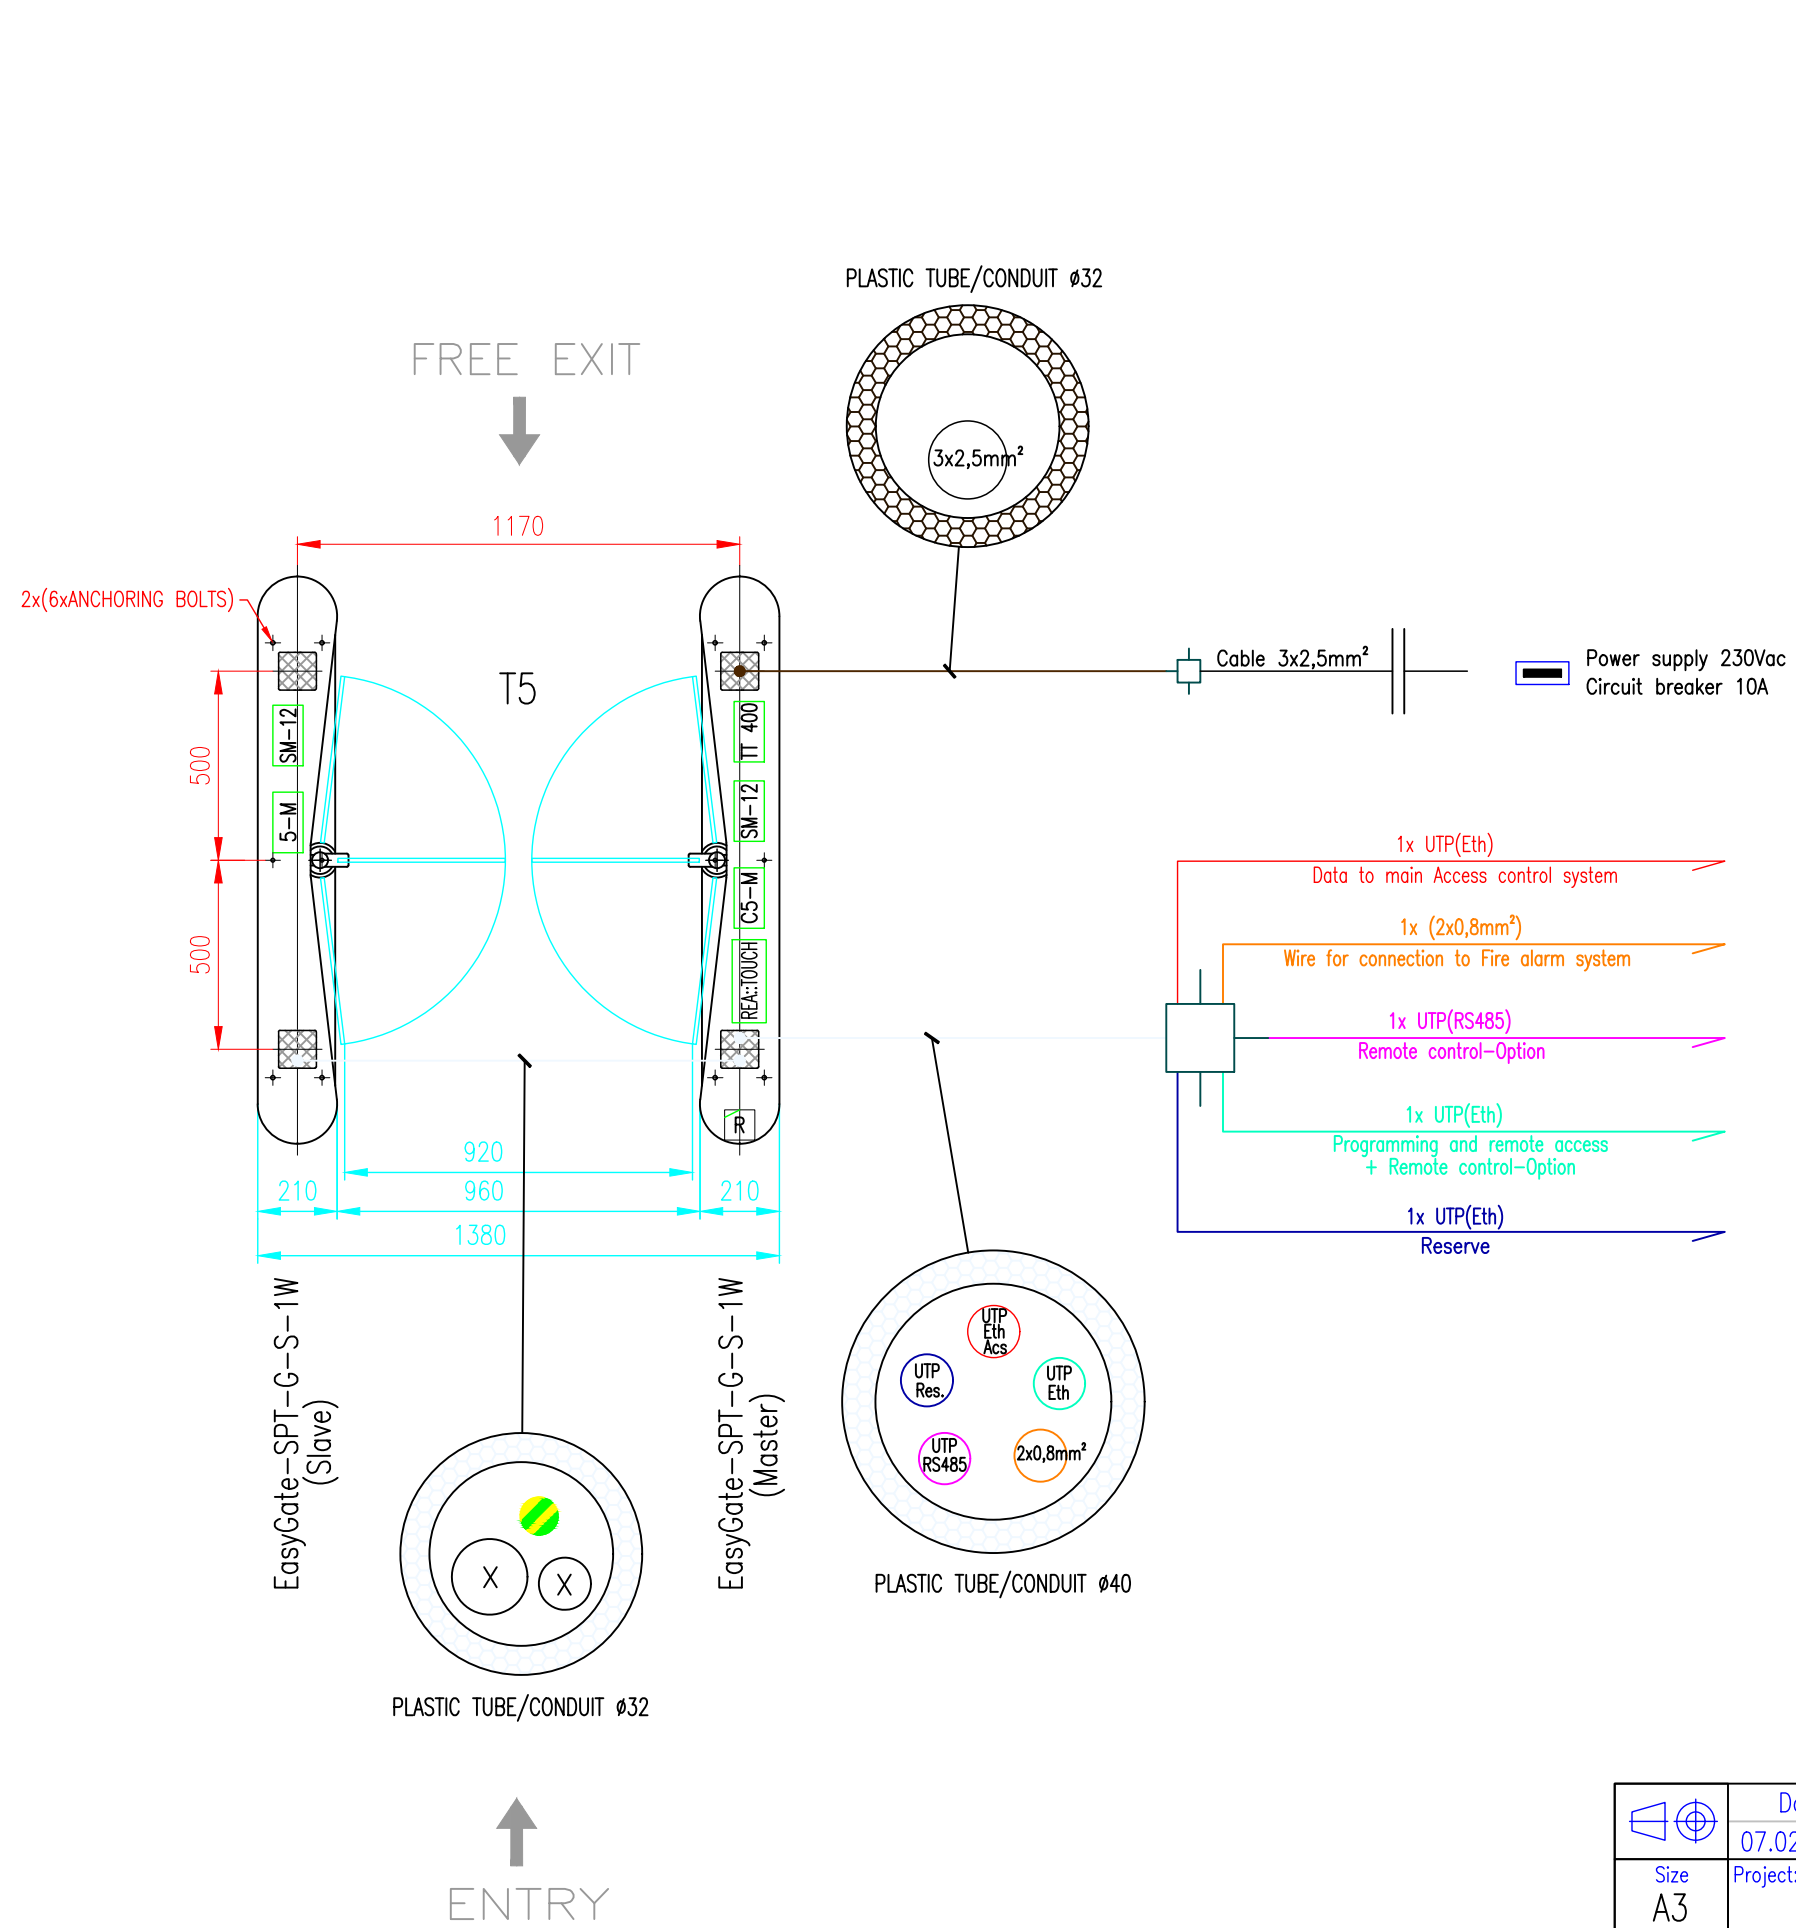 PLASTIC TUBE/CONDUIT ø32
FREE EXIT
3x2,5mm²
1170
2x(6xANCHORING BOLTS)
T5
Cable 3x2,5mm²
Power supply 230Vac
Circuit breaker 10A
SM-12
5-M
500
500
TT 400
SM-12
C5-M
REA::TOUCH
R
1x UTP(Eth)
Data to main Access control system
1x (2x0,8mm²)
Wire for connection to Fire alarm system
1x UTP(RS485)
Remote control-Option
1x UTP(Eth)
Programming and remote access
+ Remote control-Option
1x UTP(Eth)
Reserve
920
210
960
210
1380
EasyGate-SPT-G-S-1W
(Slave)
EasyGate-SPT-G-S-1W
(Master)
UTP
Eth
Acs
UTP
Res.
UTP
Eth
UTP
RS485
2x0,8mm²
PLASTIC TUBE/CONDUIT ø40
X
X
PLASTIC TUBE/CONDUIT ø32
ENTRY
07.02
Size
Project:
A3